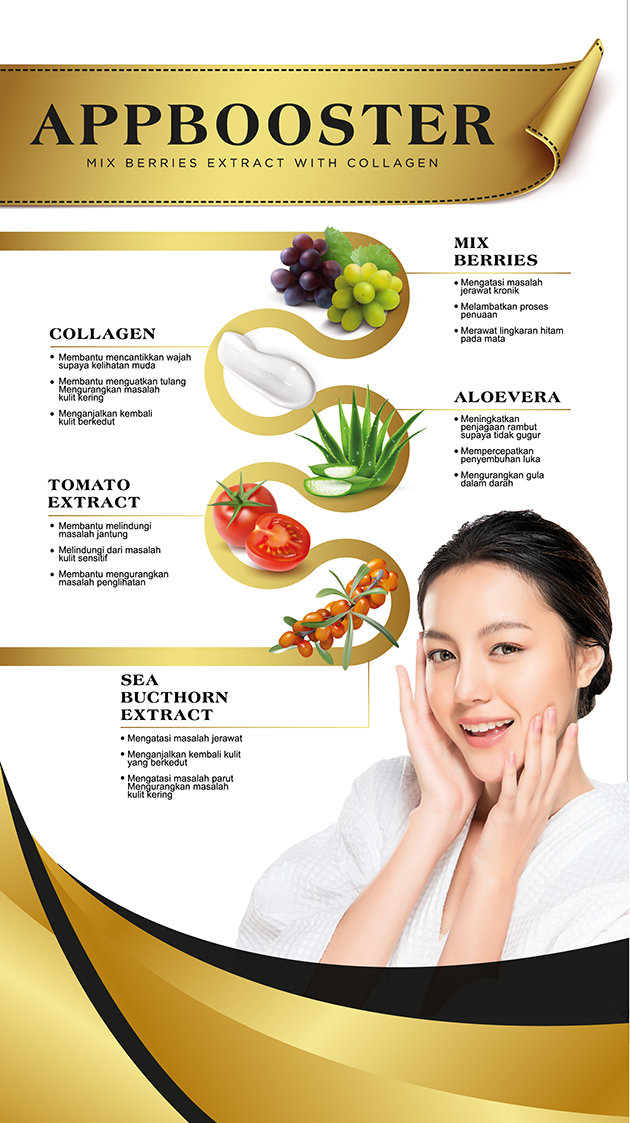 APPBOOSTER
MIX BERRIES EXTRACT WITH COLLAGEN
MIX
BERRIES
• Mengatasi masalah
jerawat kronik
• Melambatkan proses
penuaan
• Merawat lingkaran hitam
pada mata
COLLAGEN
• Membantu mencantikkan wajah
supaya kelihatan muda
• Membantu menguatkan tulang
Mengurangkan masalah
kulit kering
• Menganjalkan kembali
kulit berkedut
ALOEVERA
• Meningkatkan
penjagaan rambut
supaya tidak gugur
• Mempercepatkan
penyembuhan luka
• Mengurangkan gula
dalam darah
TOMATO
EXTRACT
• Membantu melindungi
masalah jantung
• Melindungi dari masalah
kulit sensitif
• Membantu mengurangkan
masalah penglihatan
SEA
BUCTHORN
EXTRACT
• Mengatasi masalah jerawat
• Menganjalkan kembali kulit
yang berkedut
• Mengatasi masalah parut
Mengurangkan masalah
kulit kering